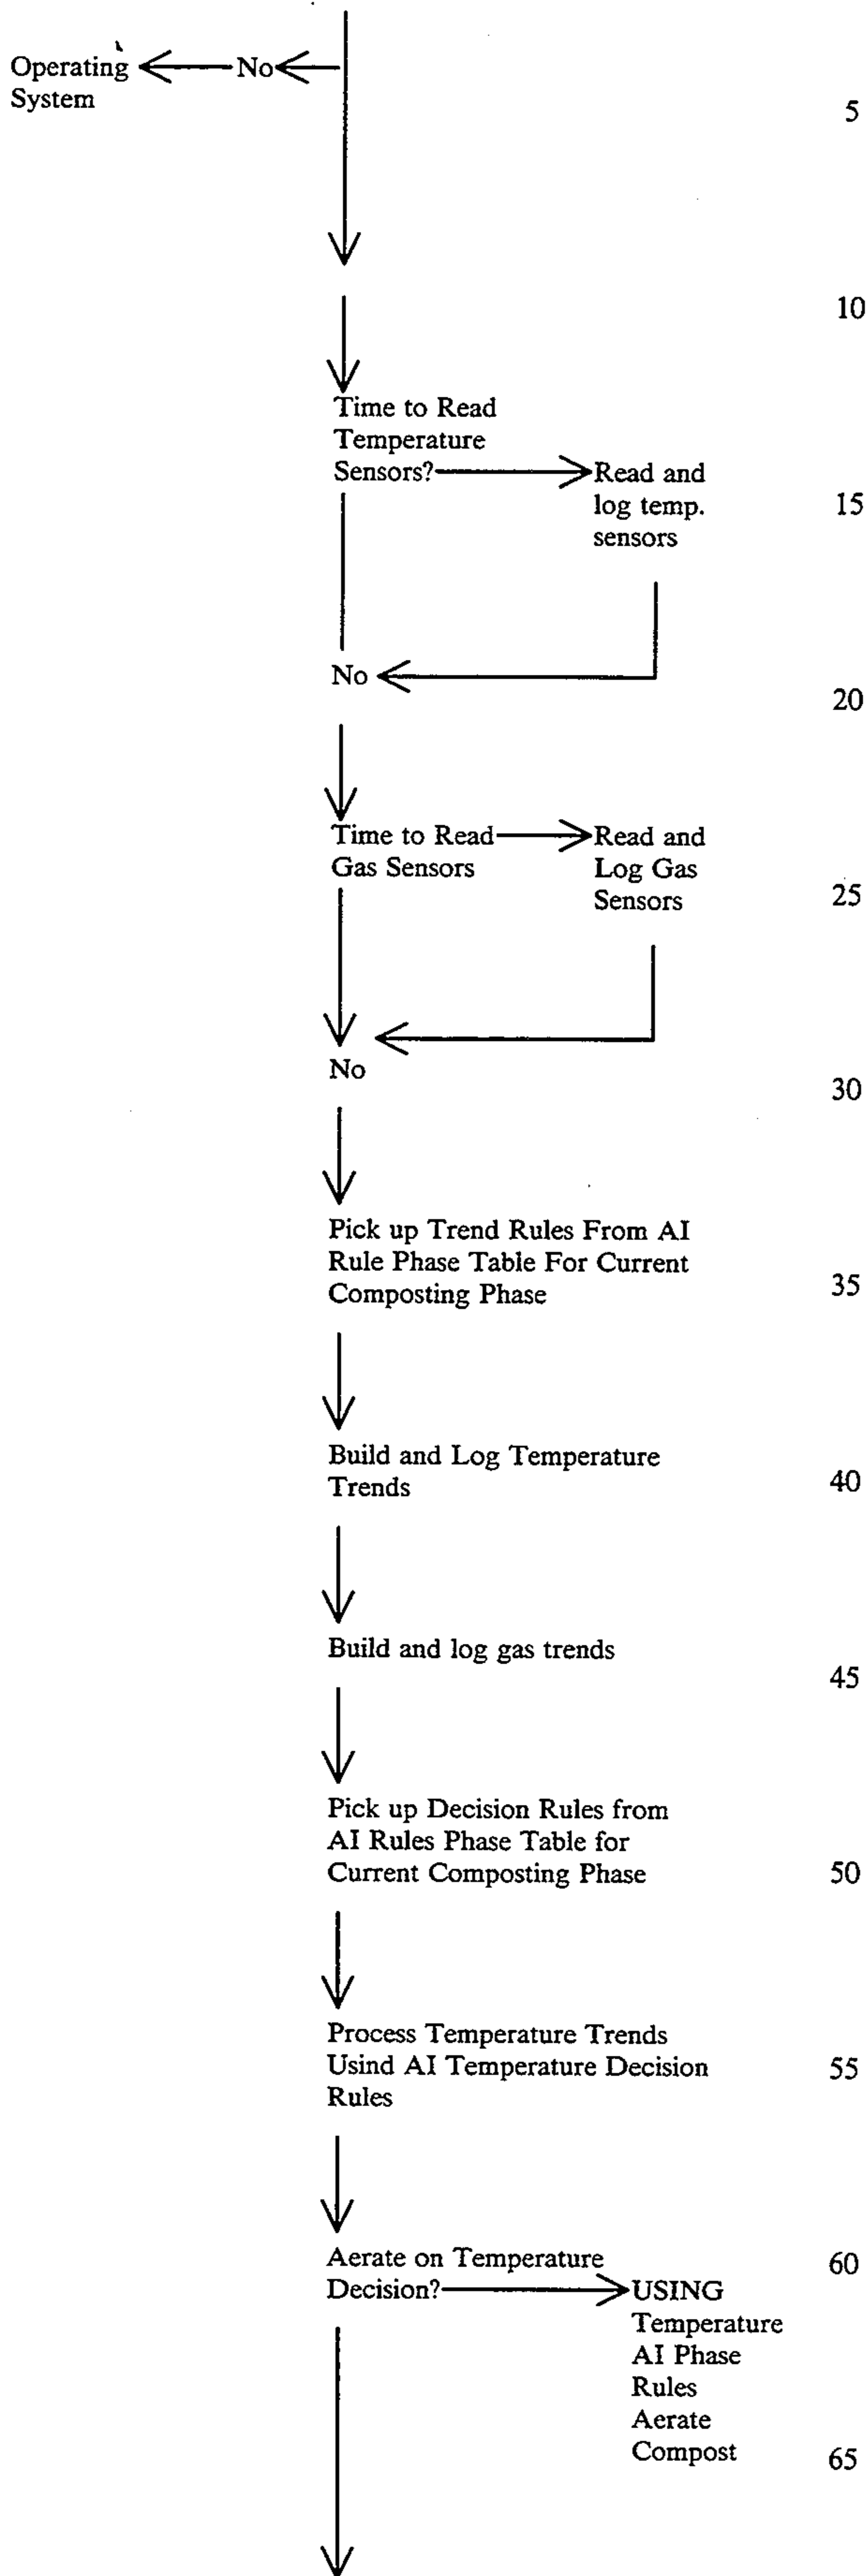 Operating
System
No
5
10
Time to Read
Temperature
Sensors?
Read and
log temp.
sensors
15
No
20
Time to Read
Gas Sensors
Read and
Log Gas
Sensors
25
No
30
Pick up Trend Rules From AI
Rule Phase Table For Current
Composting Phase
35
Build and Log Temperature
Trends
40
Build and log gas trends
45
Pick up Decision Rules from
AI Rules Phase Table for
Current Composting Phase
50
Process Temperature Trends
Usind AI Temperature Decision
Rules
55
Aerate on Temperature
Decision?
60
USING
Temperature
AI Phase
Rules
Aerate
Compost
65